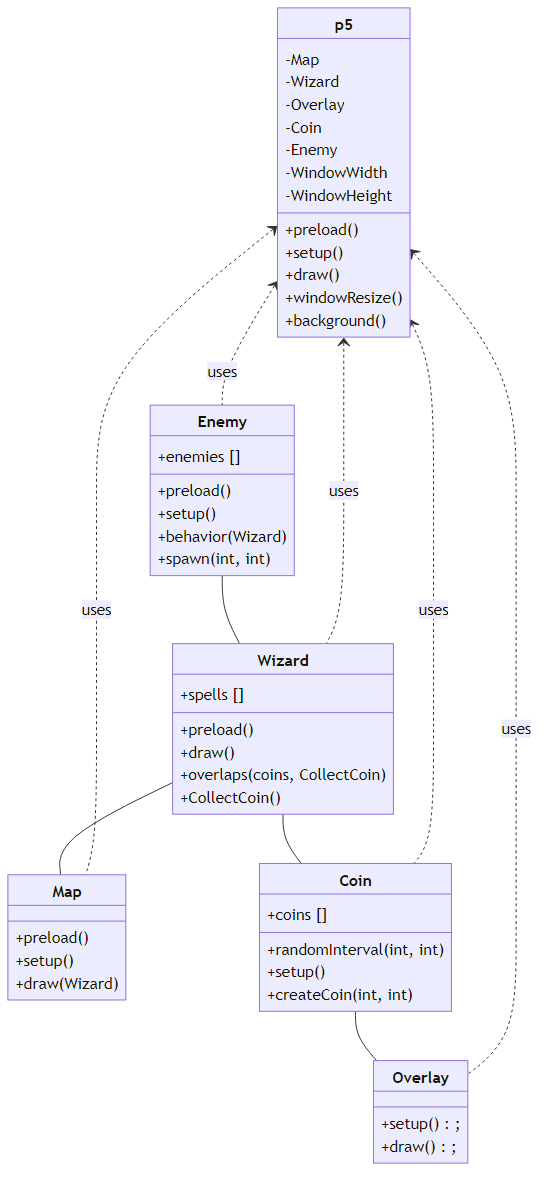 p5
-Map
-Wizard
-Overlay
-Coin
-Enemy
-WindowWidth
-WindowHeight
+preload()
+setup()
+draw()
+windowResize()
+background()
uses
Enemy
+enemies []
+preload()
+setup()
+behavior(Wizard)
+spawn(int, int)
uses
uses
uses
Wizard
+spells []
+preload()
+draw()
+overlaps(coins, CollectCoin)
+CollectCoin()
uses
Map
+preload()
+setup()
+draw(Wizard)
Coin
+coins []
+randomInterval(int, int)
+setup()
+createCoin(int, int)
Overlay
+setup() : ;
+draw() : ;